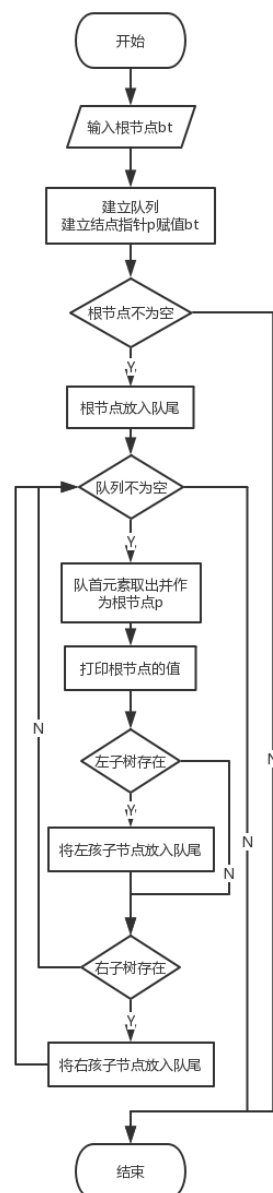 开始
输入根节点bt
建立队列
建立结点指针p赋值bt
根节点不为空
Y
根节点放入队尾
队列不为空
Y
队首元素取出并作
为根节点p
打印根节点的值
N
左子树存在
N
Y
将左孩子节点放入队尾
N
N
右子树存在
Y
将右孩子节点放入队尾
结束